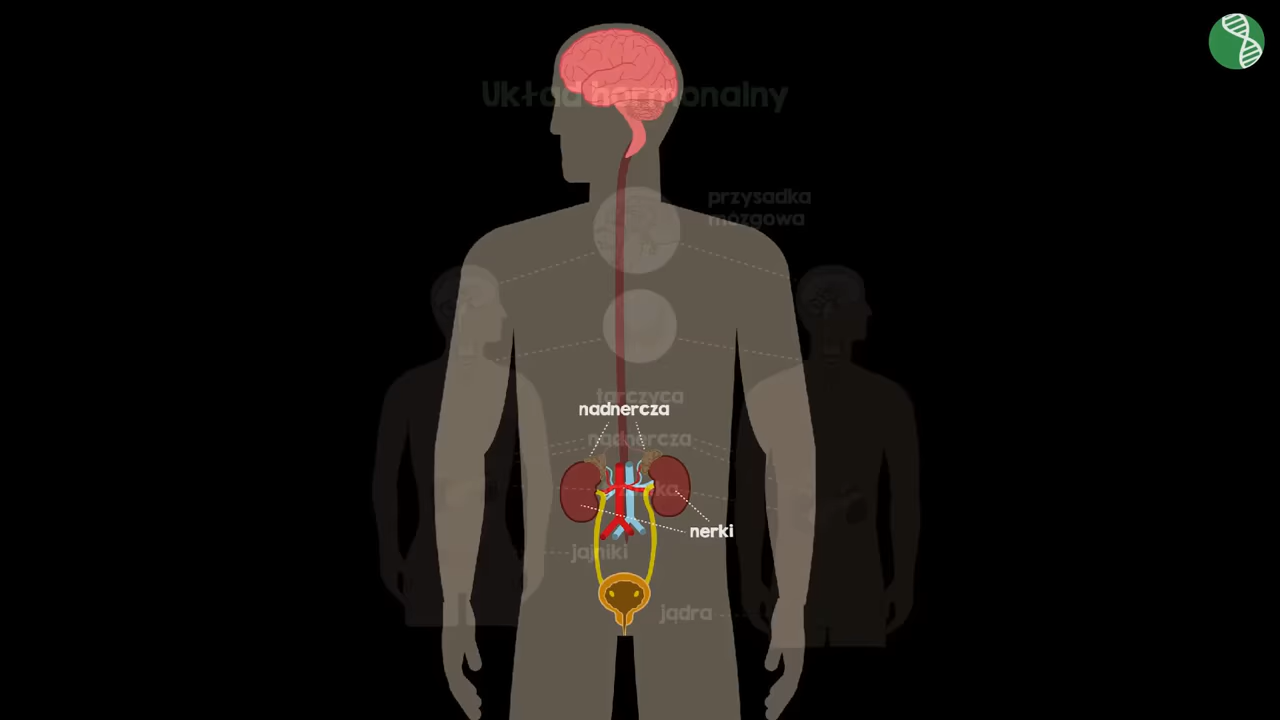 Układ hormonalny
przysadka
mózgowa
tarczyca
nadnercza
nadnercza
nerki
jajniki
jądra